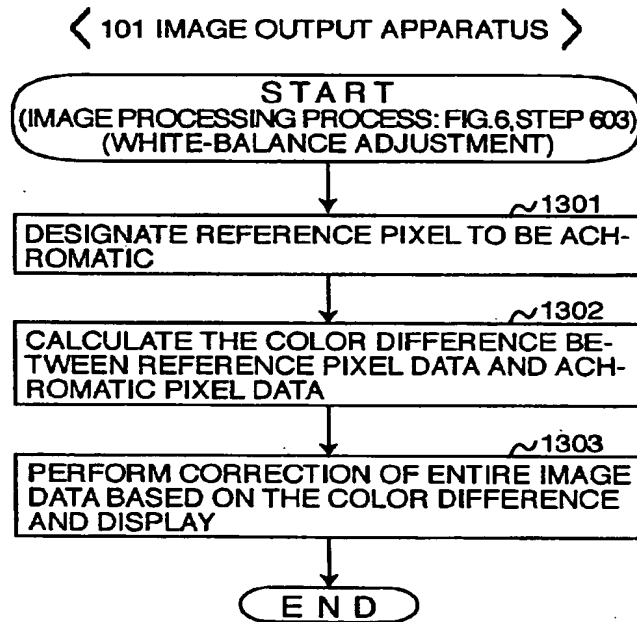 < 101 IMAGE OUTPUT APPARATUS >
START
(IMAGE PROCESSING PROCESS: FIG.6, STEP 603)
(WHITE-BALANCE ADJUSTMENT)
1301
DESIGNATE REFERENCE PIXEL TO BE ACH-
ROMATIC
1302
CALCULATE THE COLOR DIFFERENCE BE-
TWEEN REFERENCE PIXEL DATA AND ACH-
ROMATIC PIXEL DATA
1303
PERFORM CORRECTION OF ENTIRE IMAGE
DATA BASED ON THE COLOR DIFFERENCE
AND DISPLAY
END